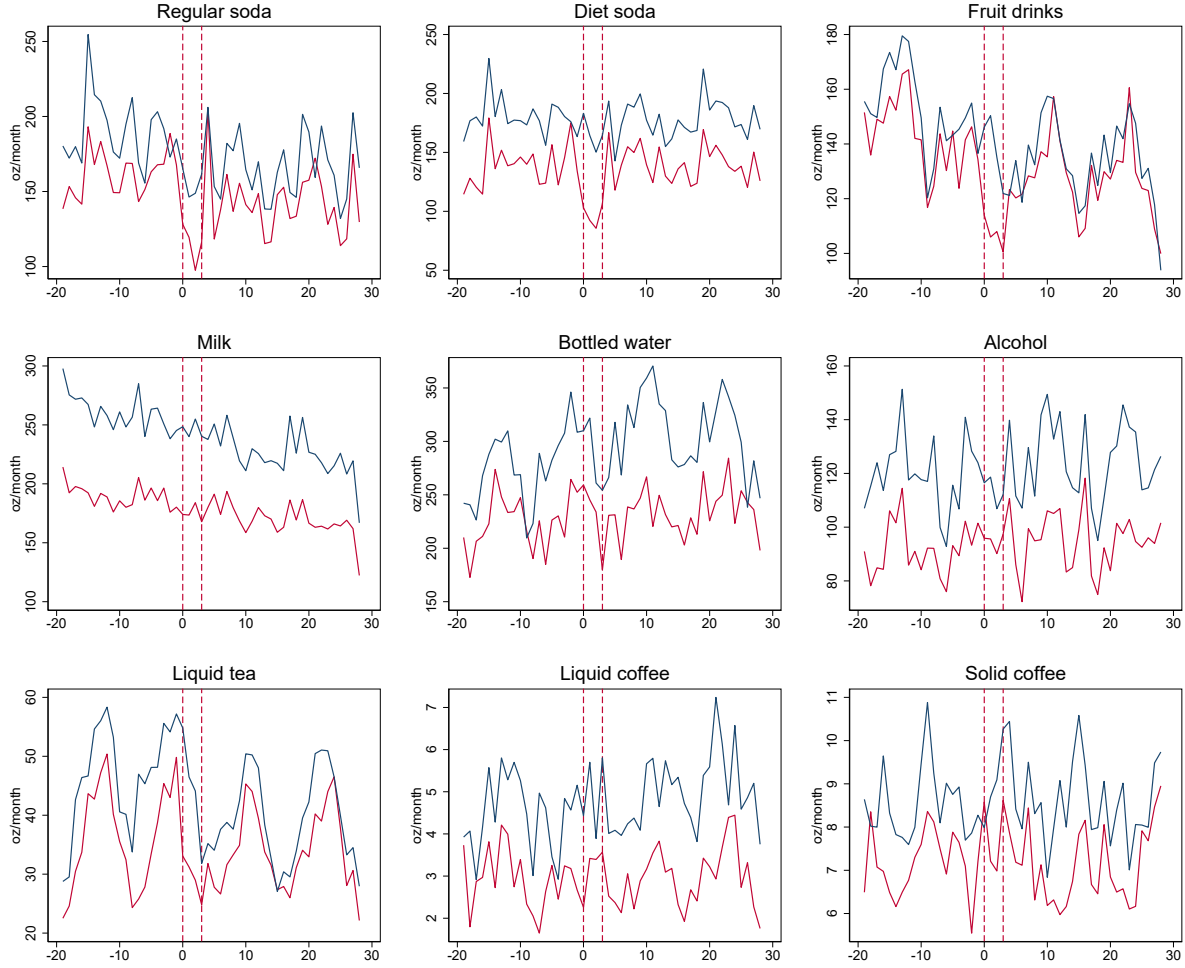 Regular soda
oz/month
250
200
150
100
-20 -10 0 10 20 30
Diet soda
oz/month
250
200
150
100
50
-20 -10 0 10 20 30
Fruit drinks
oz/month
180
160
140
120
100
-20 -10 0 10 20 30
Milk
oz/month
300
250
200
150
100
-20 -10 0 10 20 30
Bottled water
oz/month
350
300
250
200
150
-20 -10 0 10 20 30
Alcohol
oz/month
160
140
120
100
80
-20 -10 0 10 20 30
Liquid tea
oz/month
60
50
40
30
20
-20 -10 0 10 20 30
Liquid coffee
oz/month
7
6
5
4
3
2
-20 -10 0 10 20 30
Solid coffee
oz/month
11
10
9
8
7
6
-20 -10 0 10 20 30